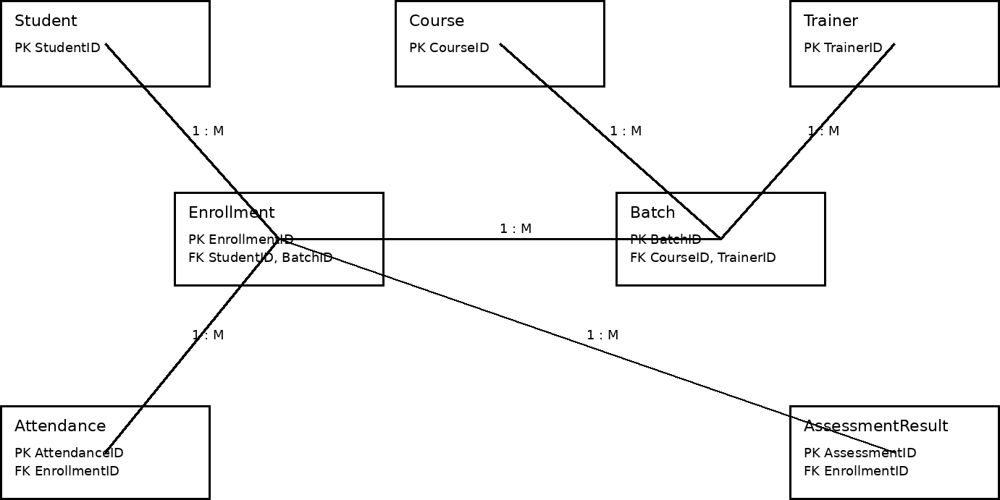 Student
PK StudentID
Course
PK CourseID
Trainer
PK TrainerID
1 : M
1 : M
1 : M
Enrollment
PK EnrollmentID
FK StudentID, BatchID
1 : M
Batch
PK BatchID
FK CourseID, TrainerID
1 : M
1 : M
Attendance
PK AttendanceID
FK EnrollmentID
AssessmentResult
PK AssessmentID
FK EnrollmentID